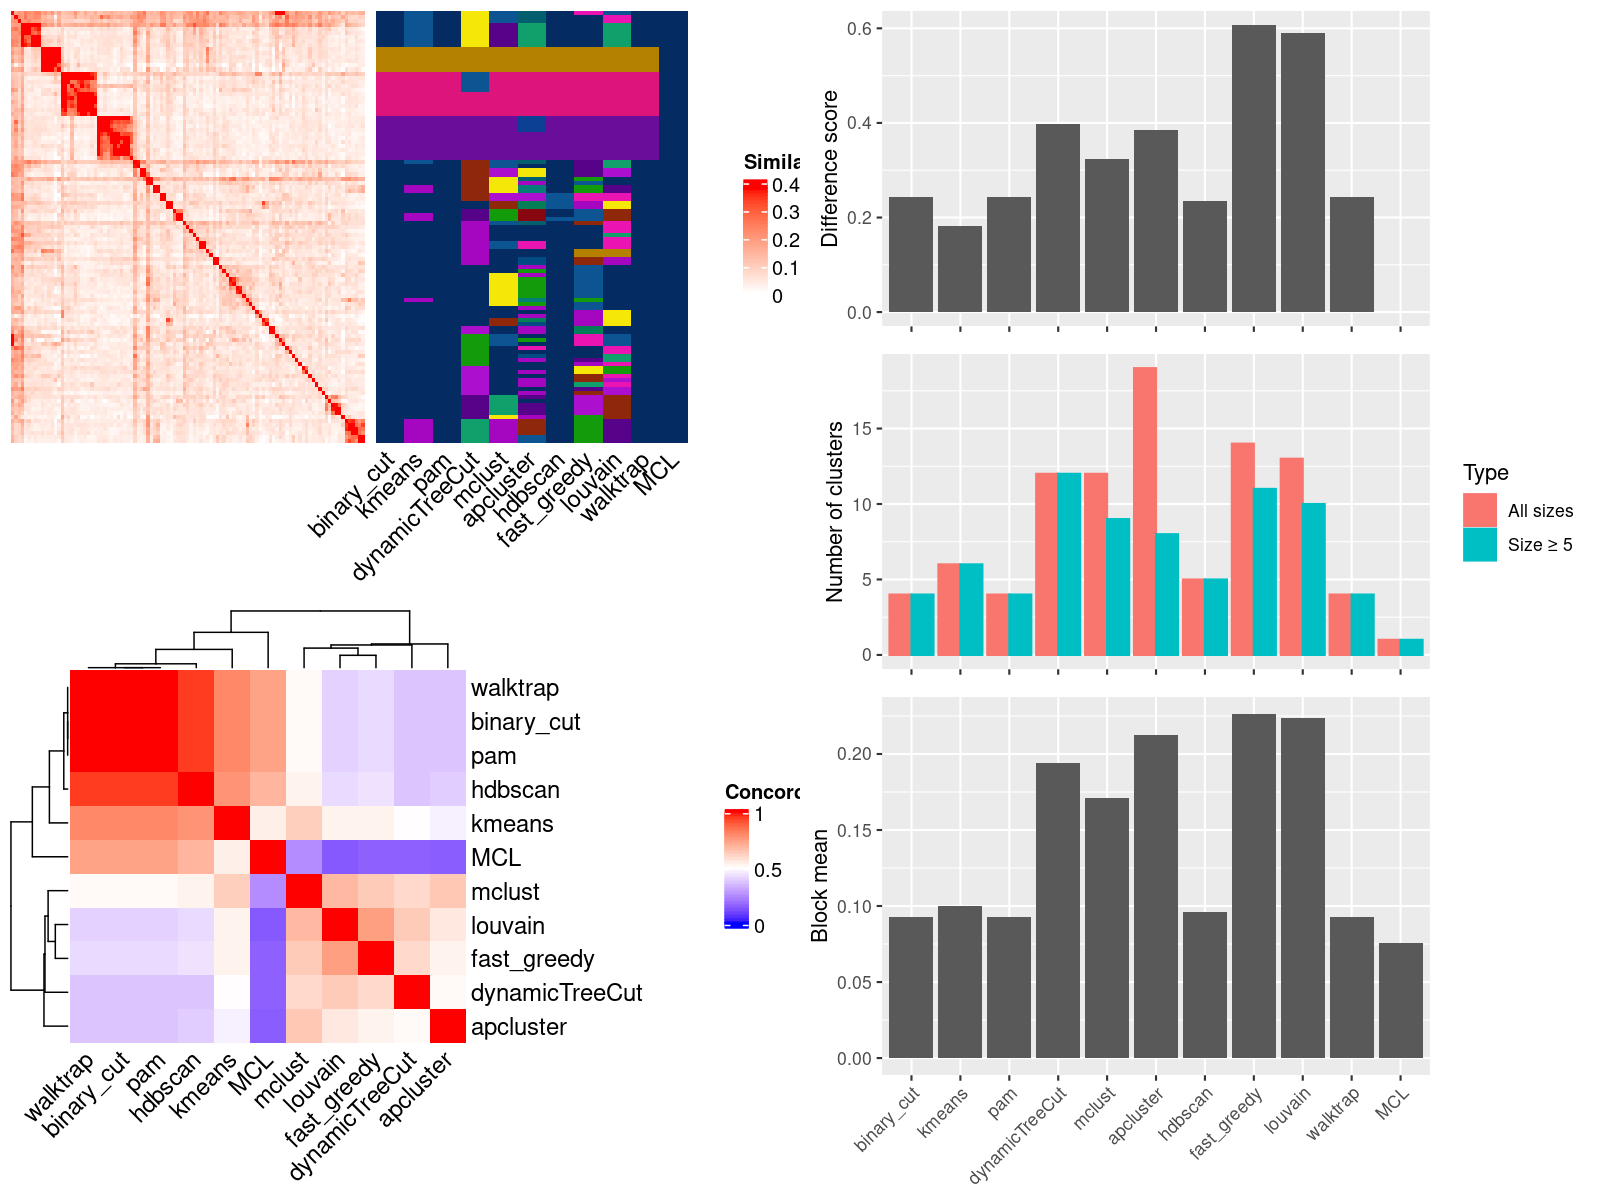 Simila
0.4
0.3
0.2
0.1
0
binary_cut
kmeans
pam
dynamicTreeCut
mclust
apcluster
hdbscan
fast_greedy
louvain
walktrap
MCL
walktrap
binary_cut
pam
hdbscan
kmeans
MCL
mclust
louvain
fast_greedy
dynamicTreeCut
apcluster
Concord
1
0.5
0
walktrap
binary_cut
pam
hdbscan
kmeans
MCL
mclust
louvain
fast_greedy
dynamicTreeCut
apcluster
Difference score
0.6
0.4
0.2
0.0
Number of clusters
15
10
5
0
Type
All sizes
Size ≥ 5
Block mean
0.20
0.15
0.10
0.05
0.00
binary_cut
kmeans
pam
dynamicTreeCut
mclust
apcluster
hdbscan
fast_greedy
louvain
walktrap
MCL